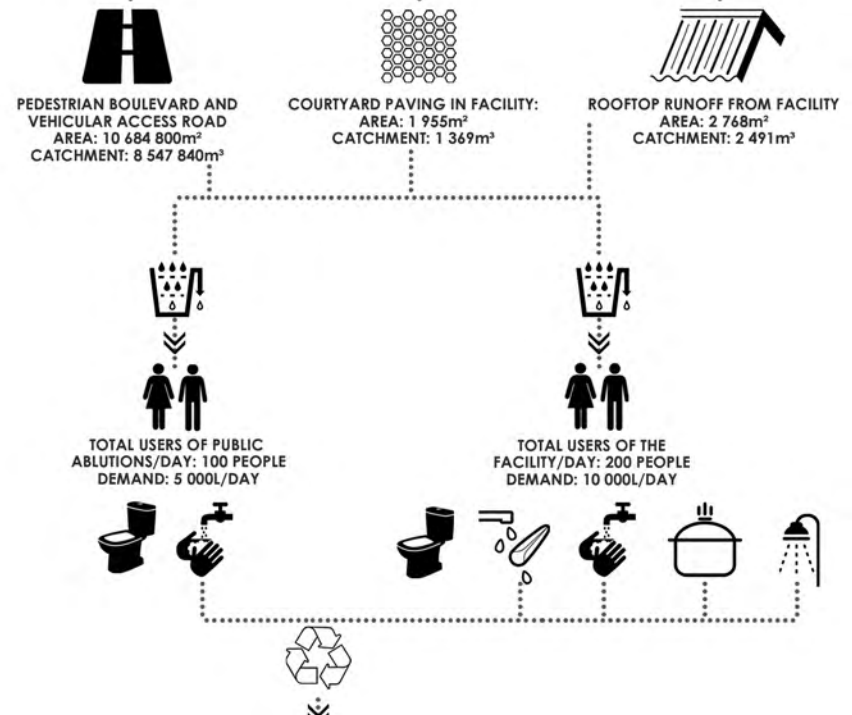 PEDESTRIAN BOULEVARD AND
VEHICULAR ACCESS ROAD
AREA: 10 684 800m²
CATCHMENT: 8 547 840m³
COURTYARD PAVING IN FACILITY:
AREA: 1 955m²
CATCHMENT: 1 369m³
ROOFTOP RUNOFF FROM FACILITY
AREA: 2 768m²
CATCHMENT: 2 491m³
TOTAL USERS OF PUBLIC
ABLUTIONS/DAY: 100 PEOPLE
DEMAND: 5 000L/DAY
TOTAL USERS OF THE
FACILITY/DAY: 200 PEOPLE
DEMAND: 10 000L/DAY